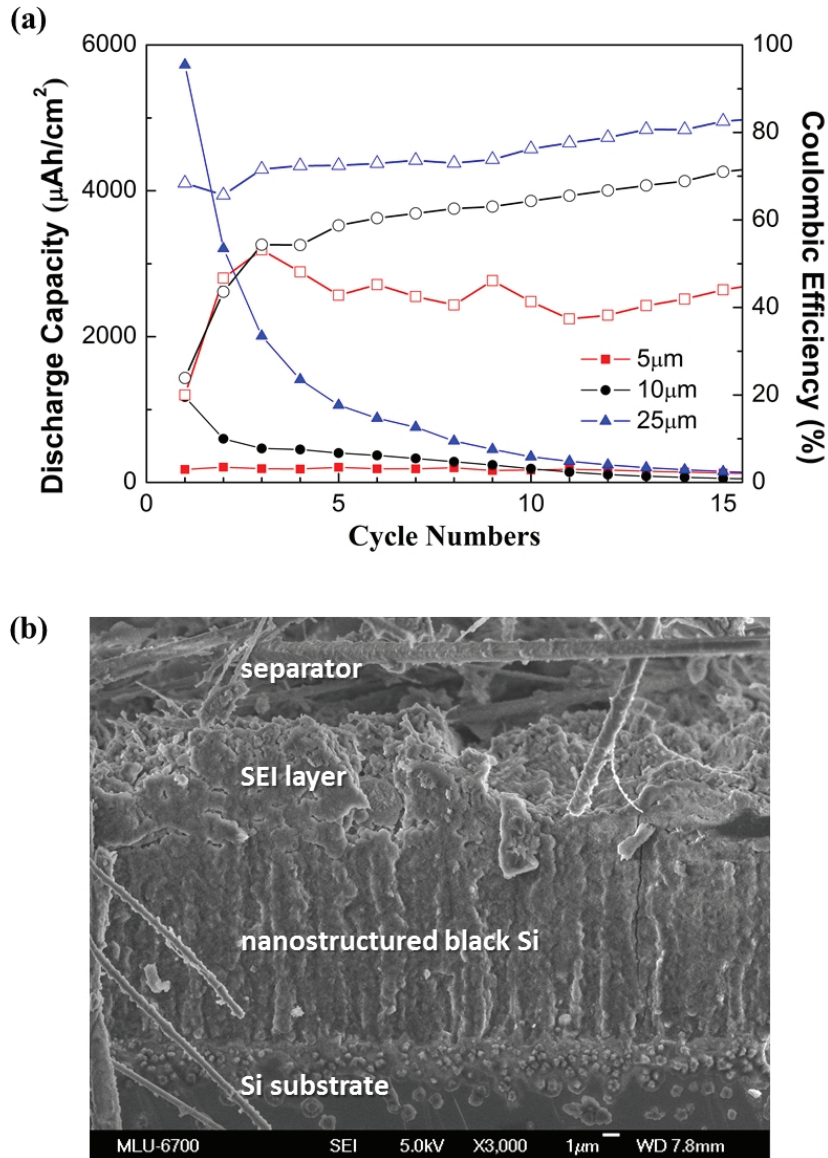 (a)
6000
4000
2000
0
Discharge Capacity (μAh/cm²)
100
80
60
40
20
0
Coulombic Efficiency (%)
5μm
10μm
25μm
0 5 10 15
Cycle Numbers
(b)
separator
SEI layer
nanostructured black Si
Si substrate
MLU-6700 SEI 5.0kV X3,000 1μm WD 7.8mm